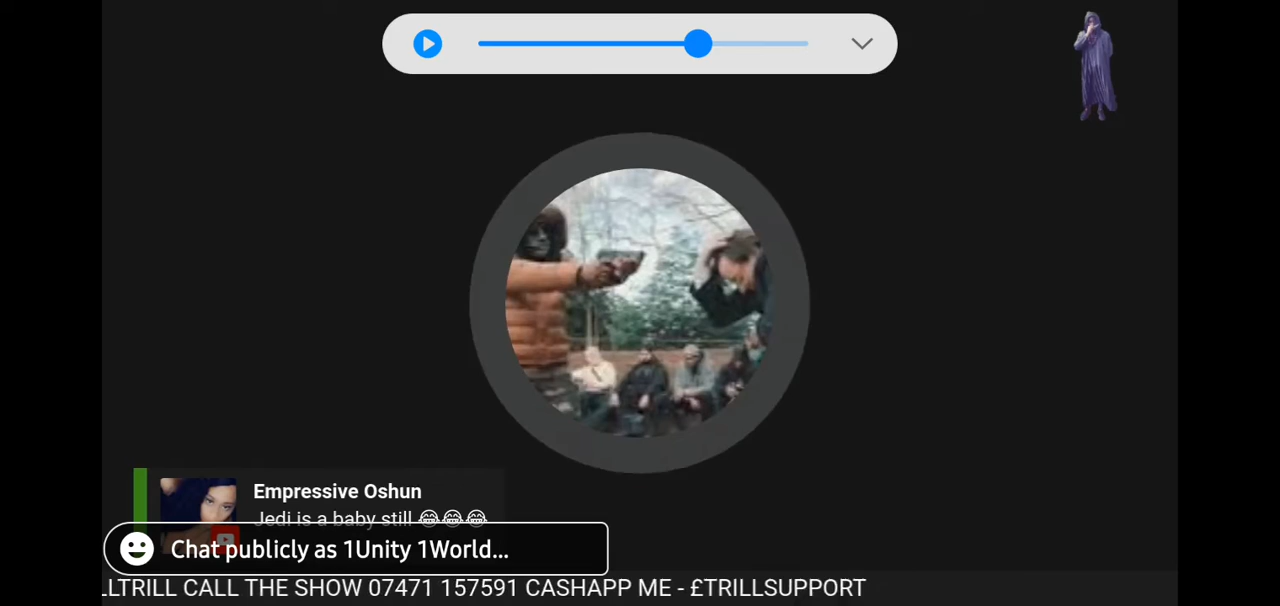 Empressive Oshun
Jedi is a baby still 😂😂😂
Chat publicly as 1Unity 1World...
LLTRILL CALL THE SHOW 07471 157591 CASHAPP ME - £TRILLSUPPORT